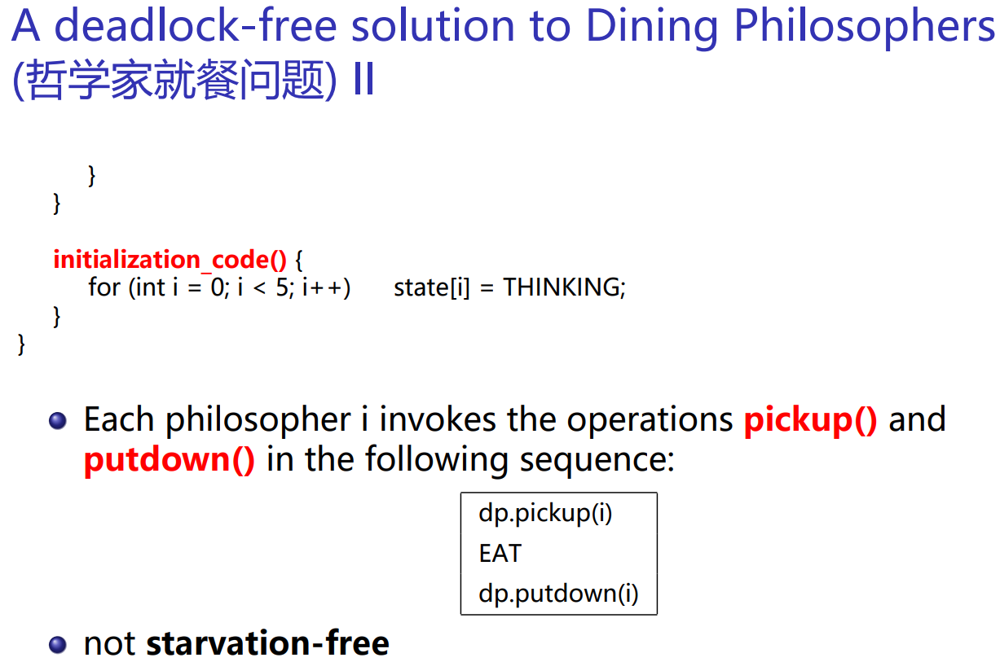 A deadlock-free solution to Dining Philosophers
(哲学家就餐问题) II
}
}
initialization_code() {
for (int i = 0; i < 5; i++) state[i] = THINKING;
}
}
Each philosopher i invokes the operations pickup() and
putdown() in the following sequence:
dp.pickup(i)
EAT
dp.putdown(i)
not starvation-free